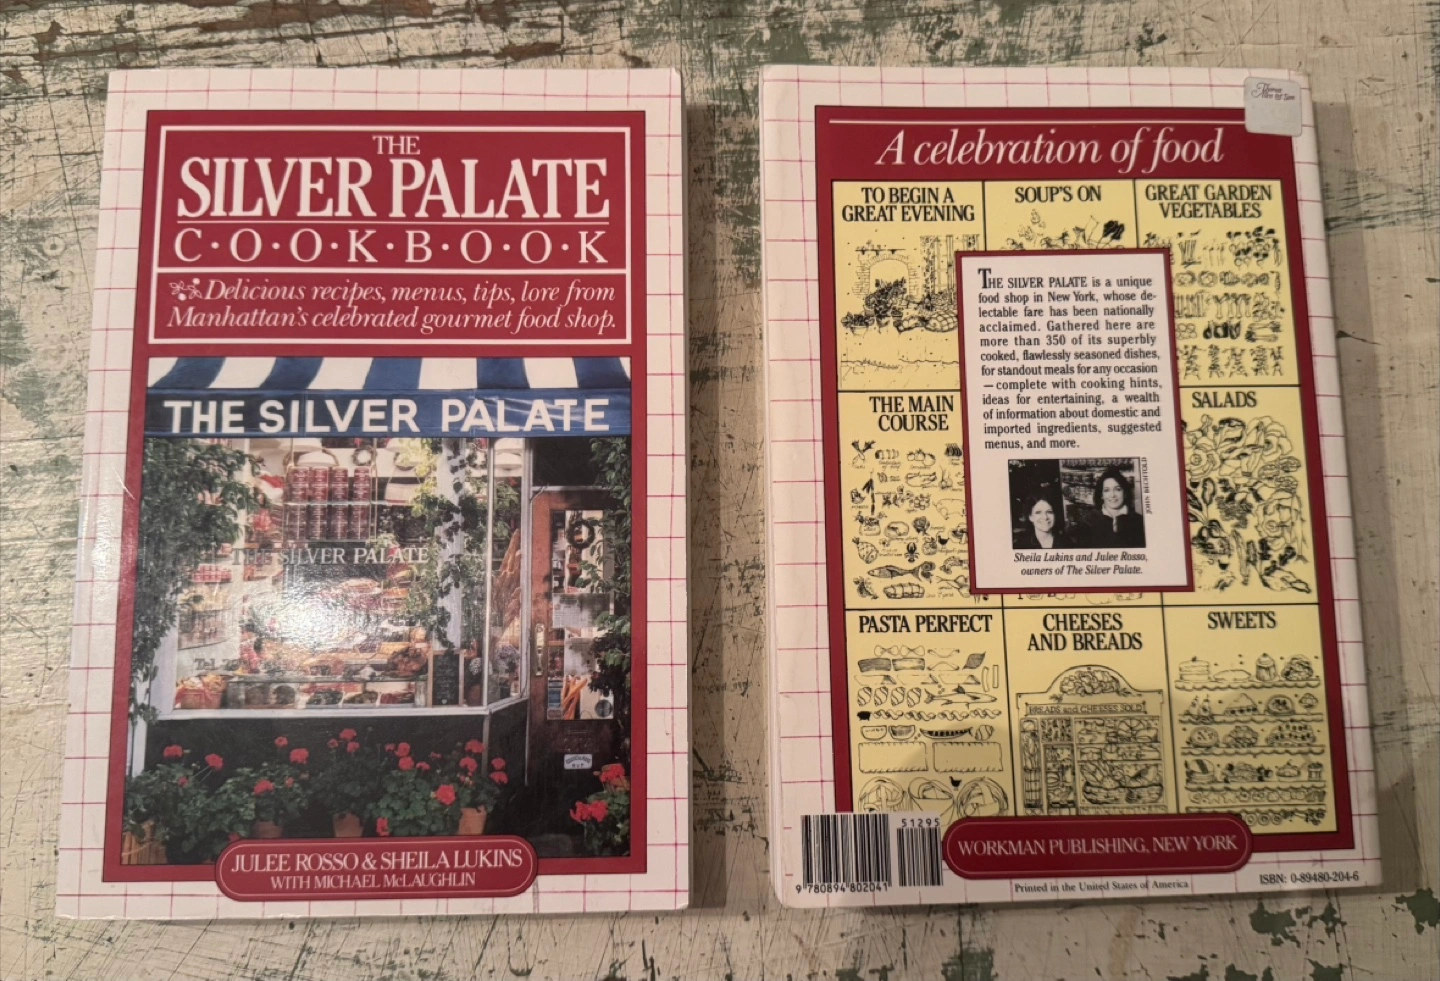 THE
SILVER PALATE
C·O·O·K·B·O·O·K
Delicious recipes, menus, tips, lore from
Manhattan's celebrated gourmet food shop.
THE SILVER PALATE
THE SILVER PALATE
JULEE ROSSO & SHEILA LUKINS
WITH MICHAEL McLAUGHLIN
A celebration of food
TO BEGIN A
GREAT EVENING
SOUP'S ON
GREAT GARDEN
VEGETABLES
THE SILVER PALATE is a unique
food shop in New York, whose de-
lectable fare has been nationally
acclaimed. Gathered here are
more than 350 of its superbly
cooked, flawlessly seasoned dishes,
for standout meals for any occasion
—complete with cooking hints,
ideas for entertaining, a wealth
of information about domestic and
imported ingredients, suggested
menus, and more.
JOHN BECHTOLD
Sheila Lukins and Julee Rosso,
owners of The Silver Palate.
THE MAIN
COURSE
SALADS
PASTA PERFECT
CHEESES
AND BREADS
BREADS and CHEESES SOLD
SWEETS
51295
9 780894 802041
WORKMAN PUBLISHING, NEW YORK
Printed in the United States of America
ISBN: 0-89480-204-6